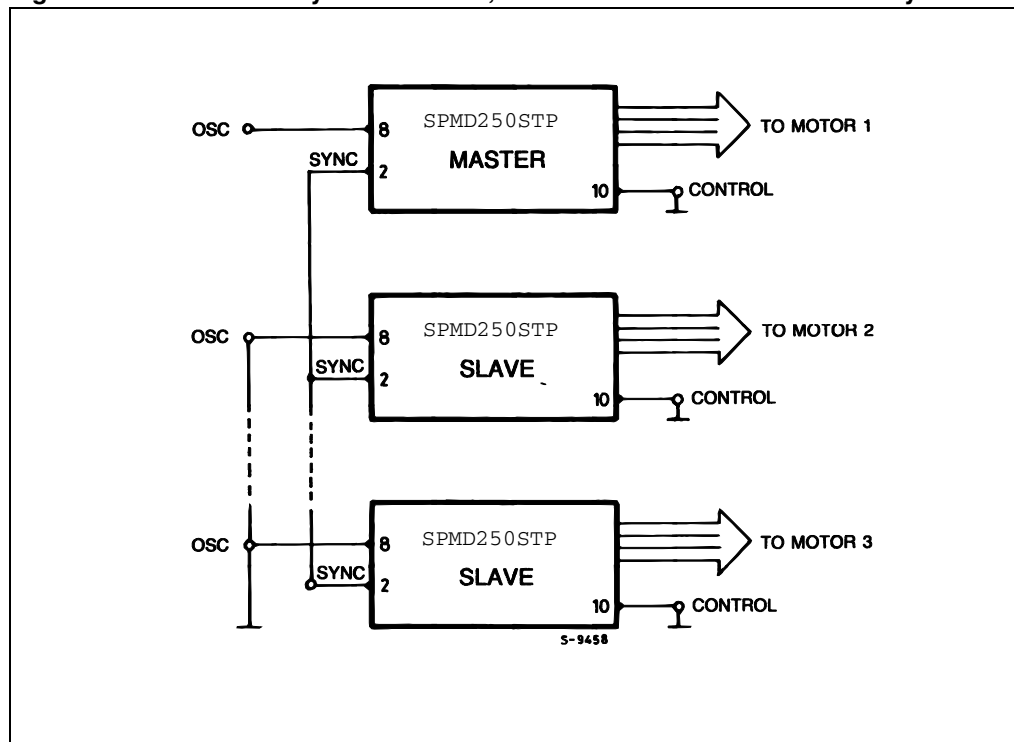 OSC
8
SPMD250STP
TO MOTOR 1
SYNC
2
MASTER
10
CONTROL
OSC
8
SPMD250STP
TO MOTOR 2
SYNC
2
SLAVE
10
CONTROL
OSC
8
SPMD250STP
TO MOTOR 3
SYNC
2
SLAVE
10
CONTROL
S-9458